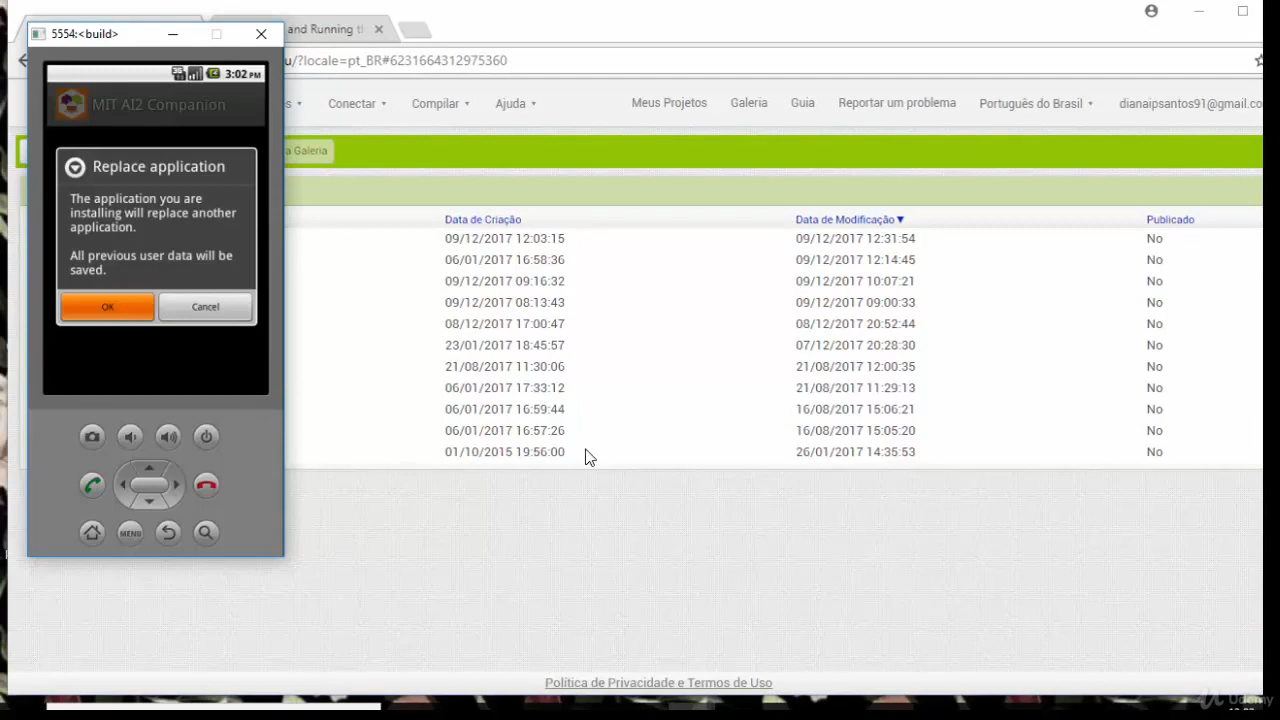 5554:<build>
and Running t
u/?locale=pt_BR#6231664312975360
3:02 PM
MIT AI2 Companion
Conectar
Compilar
Ajuda
Meus Projetos
Galeria
Guia
Reportar um problema
Português do Brasil
dianaipsantos91@gmail.co
Galeria
Replace application
The application you are
installing will replace another
application.
All previous user data will be
saved.
OK
Cancel
Data de Criação
Data de Modificação
Publicado
09/12/2017 12:03:15
09/12/2017 12:31:54
No
06/01/2017 16:58:36
09/12/2017 12:14:45
No
09/12/2017 09:16:32
09/12/2017 10:07:21
No
09/12/2017 08:13:43
09/12/2017 09:00:33
No
08/12/2017 17:00:47
08/12/2017 20:52:44
No
23/01/2017 18:45:57
07/12/2017 20:28:30
No
21/08/2017 11:30:06
21/08/2017 12:00:35
No
06/01/2017 17:33:12
21/08/2017 11:29:13
No
06/01/2017 16:59:44
16/08/2017 15:06:21
No
06/01/2017 16:57:26
16/08/2017 15:05:20
No
01/10/2015 19:56:00
26/01/2017 14:35:53
No
MENU
Política de Privacidade e Termos de Uso
Udemy